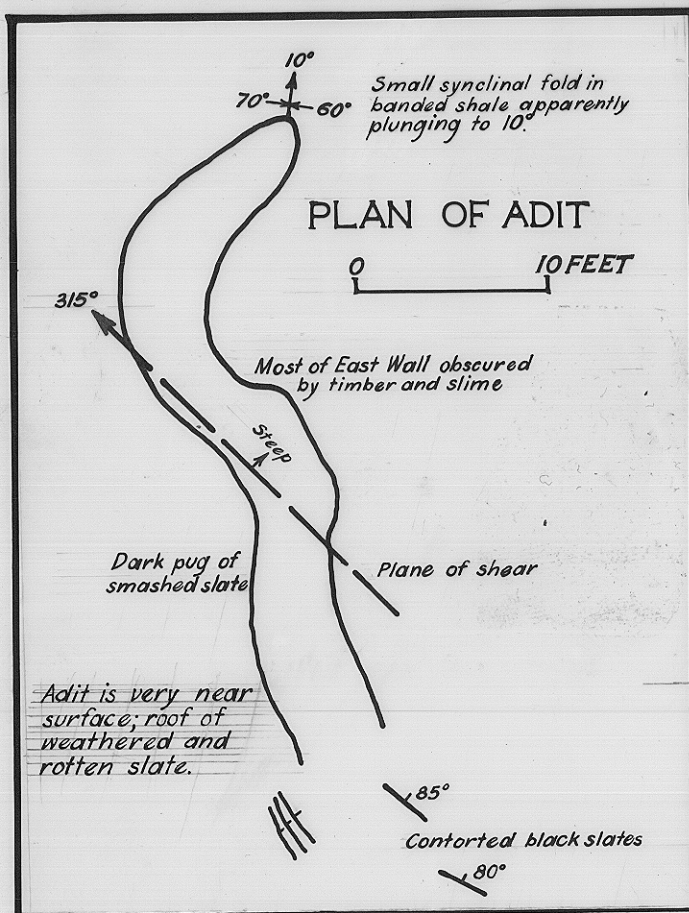 10°
70° 60°
Small synclinal fold in
banded shale apparently
plunging to 10°.
PLAN OF ADIT
0 10 FEET
315°
Most of East Wall obscured
by timber and slime
Steep
Dark pug of
smashed slate
Plane of shear
Adit is very near
surface; roof of
weathered and
rotten slate.
85°
Contorted black slates
80°